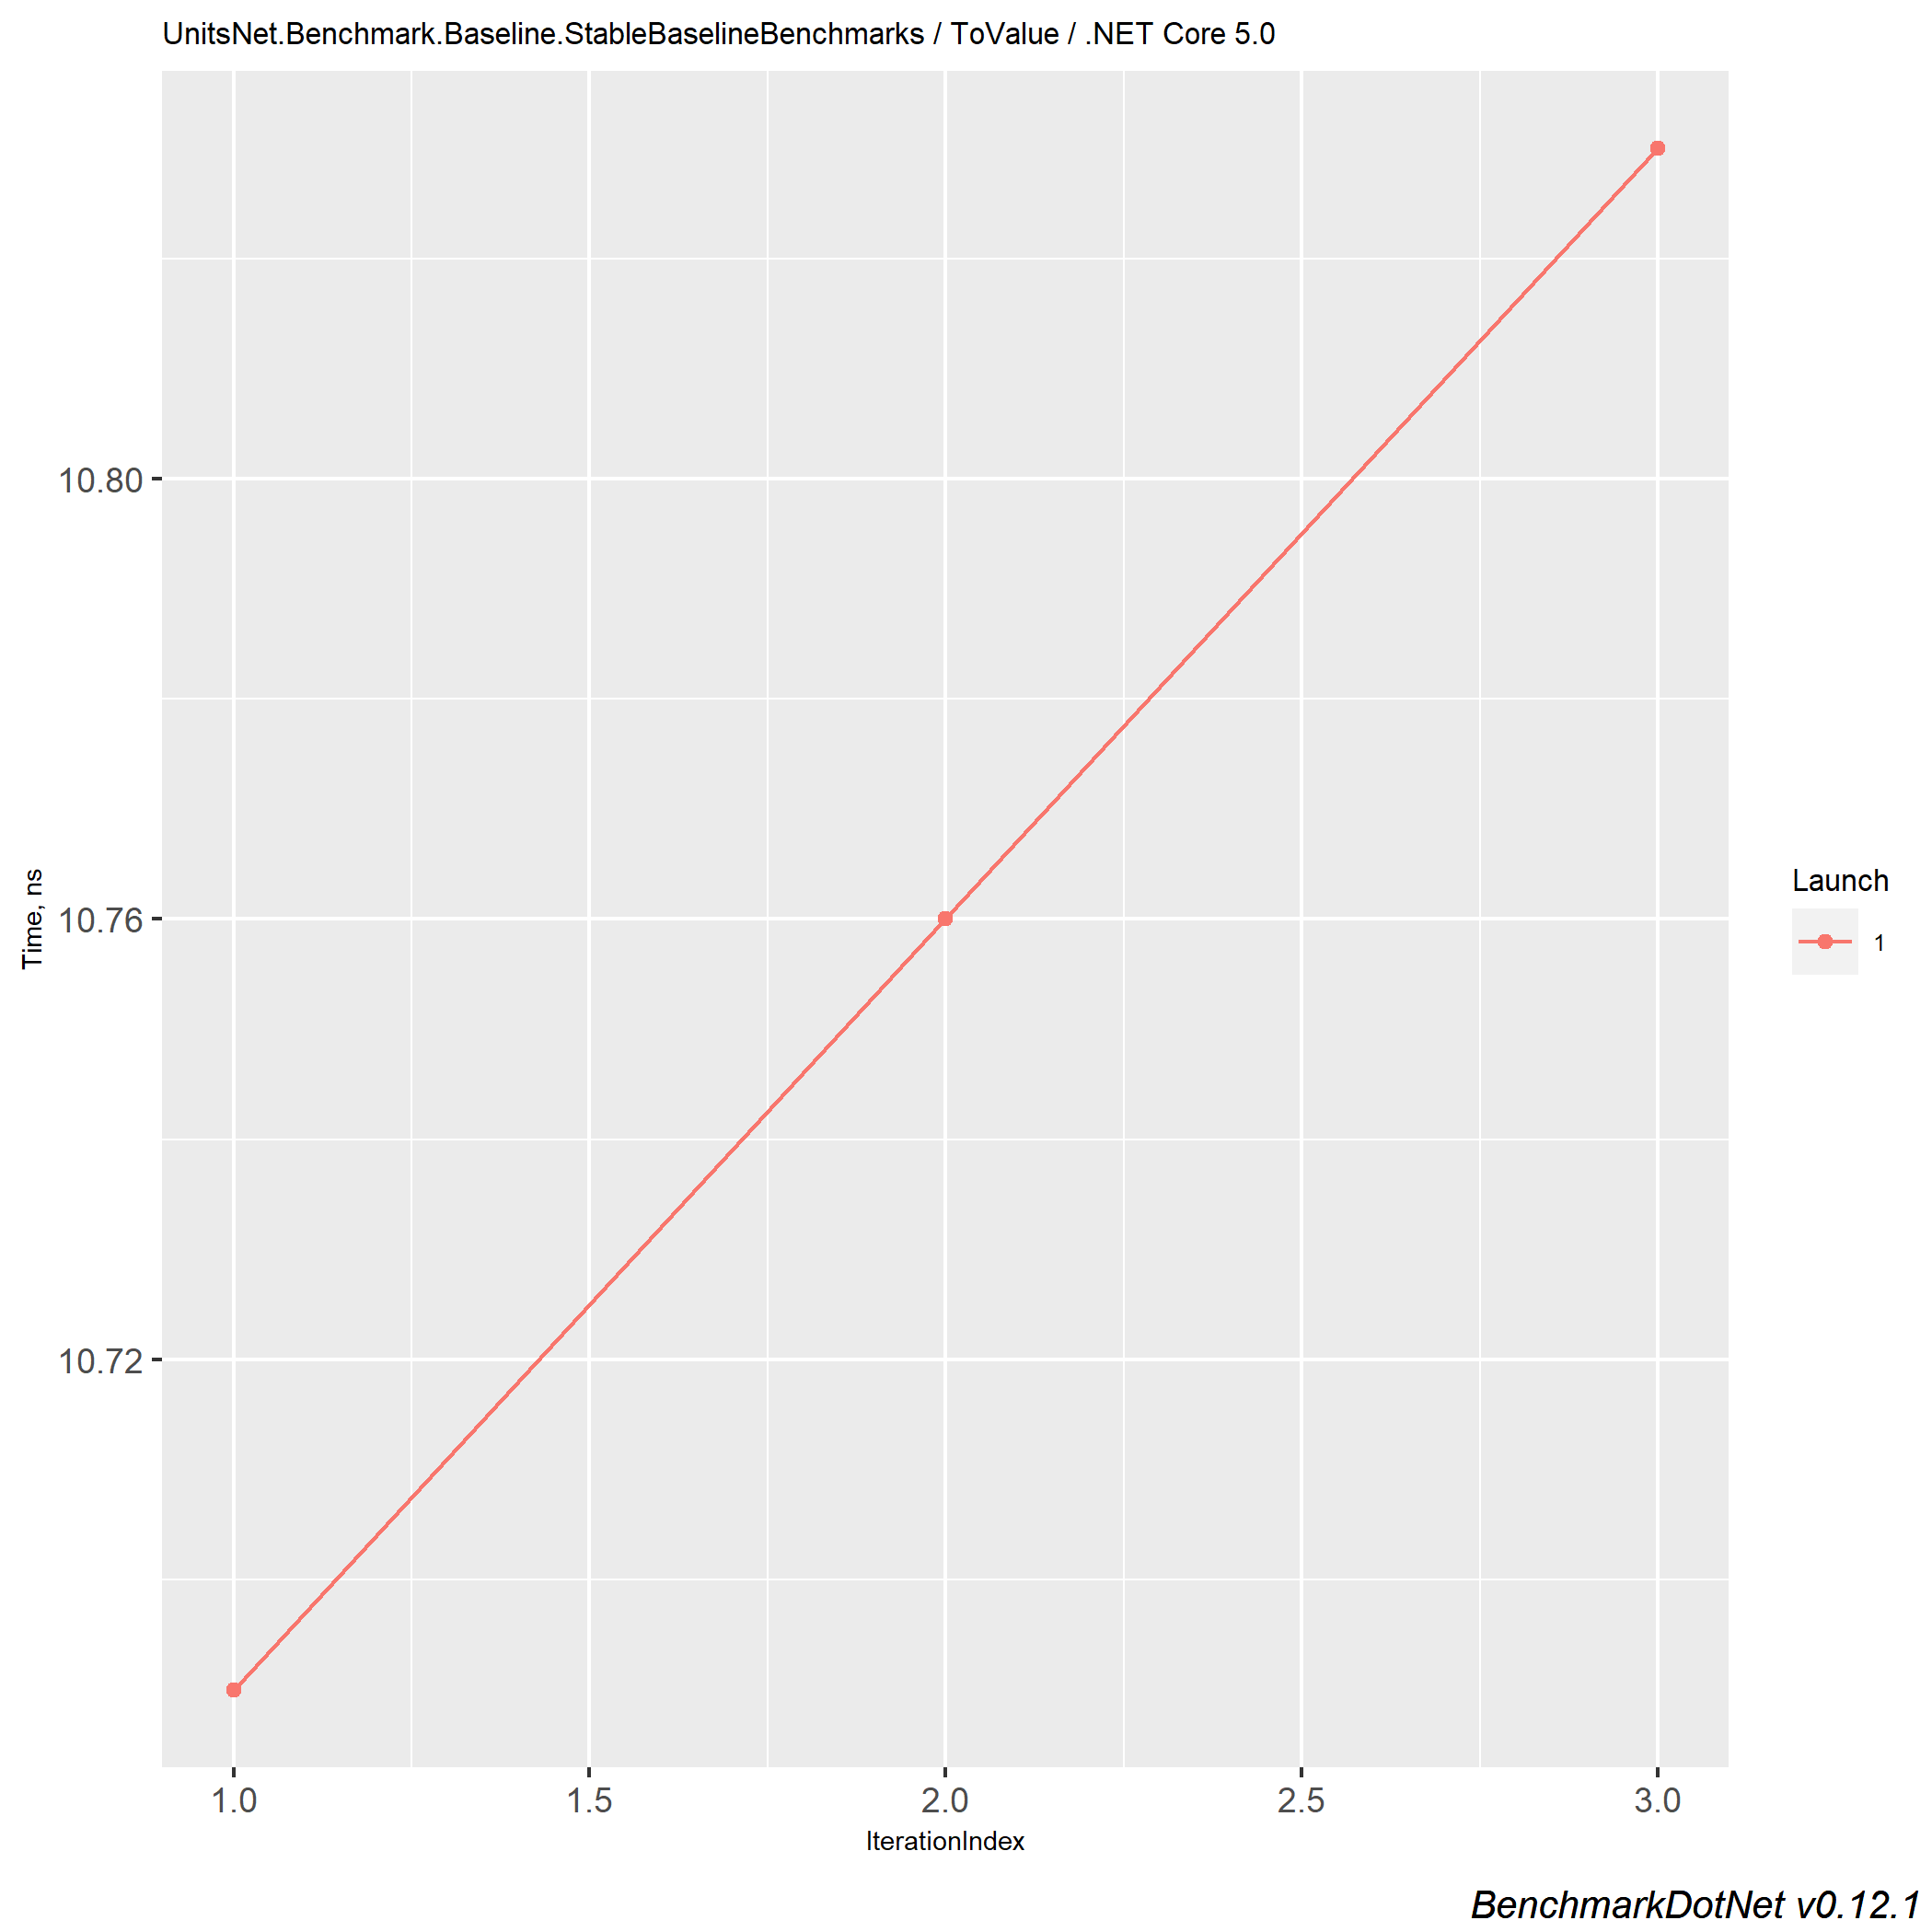 UnitsNet.Benchmark.Baseline.StableBaselineBenchmarks / ToValue / .NET Core 5.0
10.80
10.76
10.72
Time, ns
1.0 1.5 2.0 2.5 3.0
IterationIndex
Launch
1
BenchmarkDotNet v0.12.1